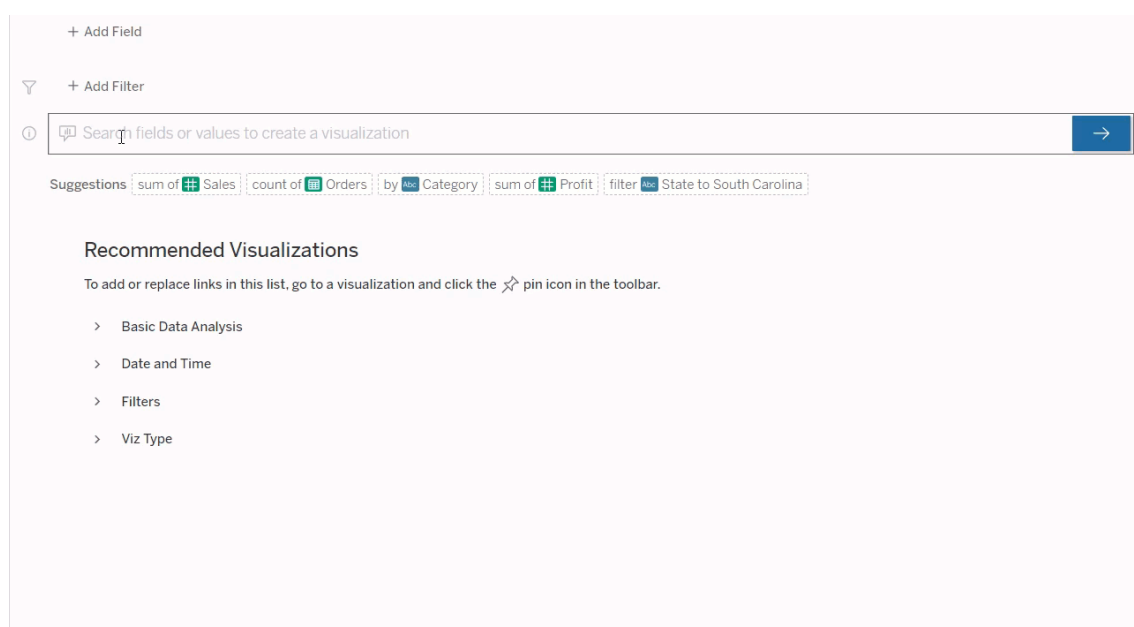 + Add Field
+ Add Filter
Search fields or values to create a visualization
Suggestions sum of # Sales count of Orders by Abc Category sum of # Profit filter Abc State to South Carolina
Recommended Visualizations
To add or replace links in this list, go to a visualization and click the pin icon in the toolbar.
Basic Data Analysis
Date and Time
Filters
Viz Type